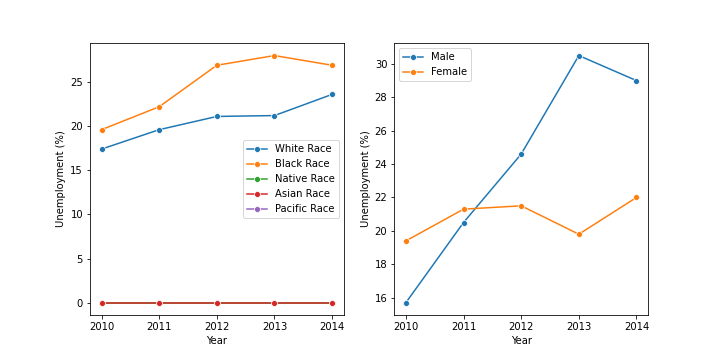 25
20
15
10
5
0
Unemployment (%)
White Race
Black Race
Native Race
Asian Race
Pacific Race
2010 2011 2012 2013 2014
Year
30
28
26
24
22
20
18
16
Unemployment (%)
Male
Female
2010 2011 2012 2013 2014
Year